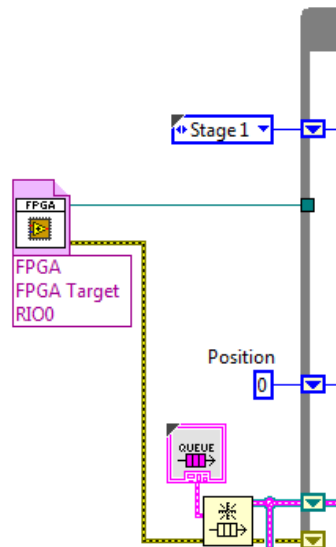 Stage 1
FPGA
FPGA
FPGA Target
RIO0
Position
0
QUEUE